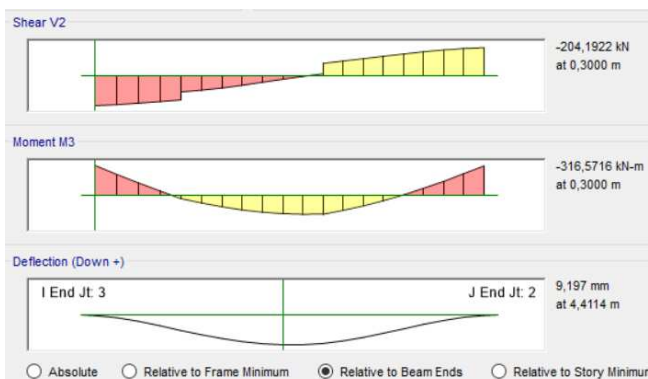 Shear V2
-204,1922 kN
at 0,3000 m
Moment M3
-316,5716 kN-m
at 0,3000 m
Deflection (Down +)
I End Jt: 3
J End Jt: 2
9,197 mm
at 4,4114 m
Absolute Relative to Frame Minimum Relative to Beam Ends Relative to Story Minimum